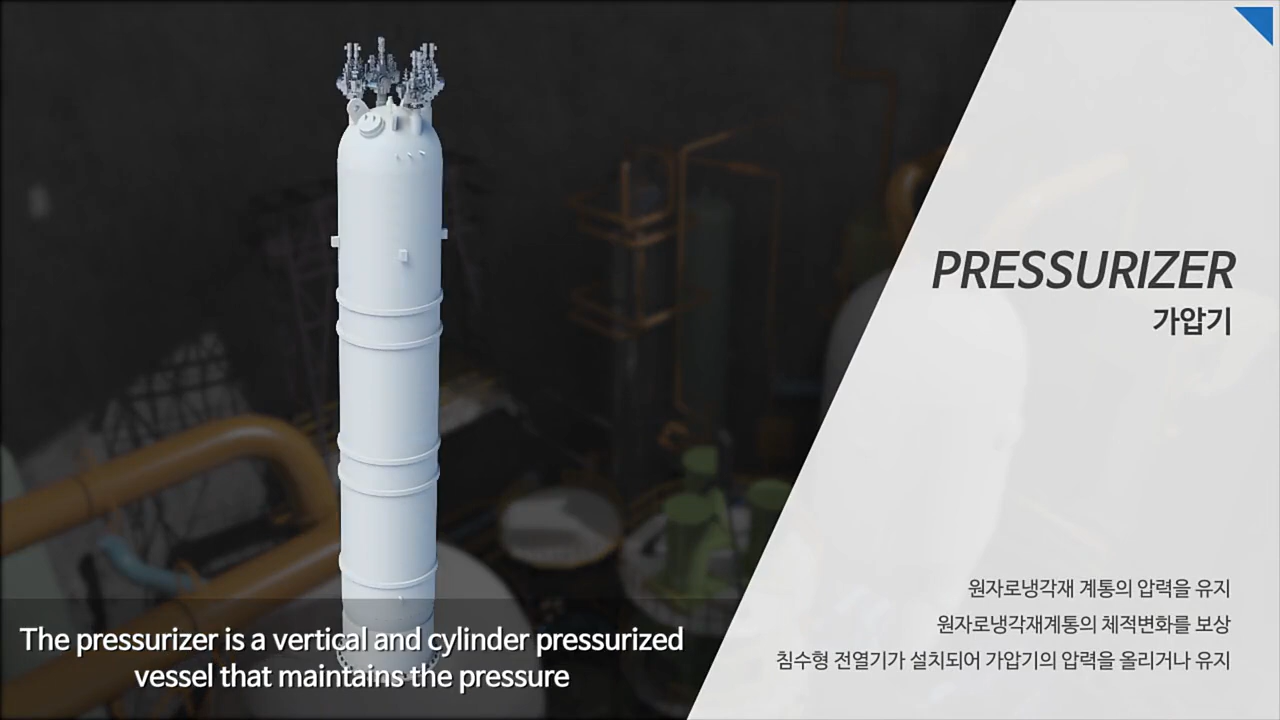 PRESSURIZER
가압기
원자로냉각재 계통의 압력을 유지
원자로냉각재계통의 체적변화를 보상
침수형 전열기가 설치되어 가압기의 압력을 올리거나 유지
The pressurizer is a vertical and cylinder pressurized
vessel that maintains the pressure